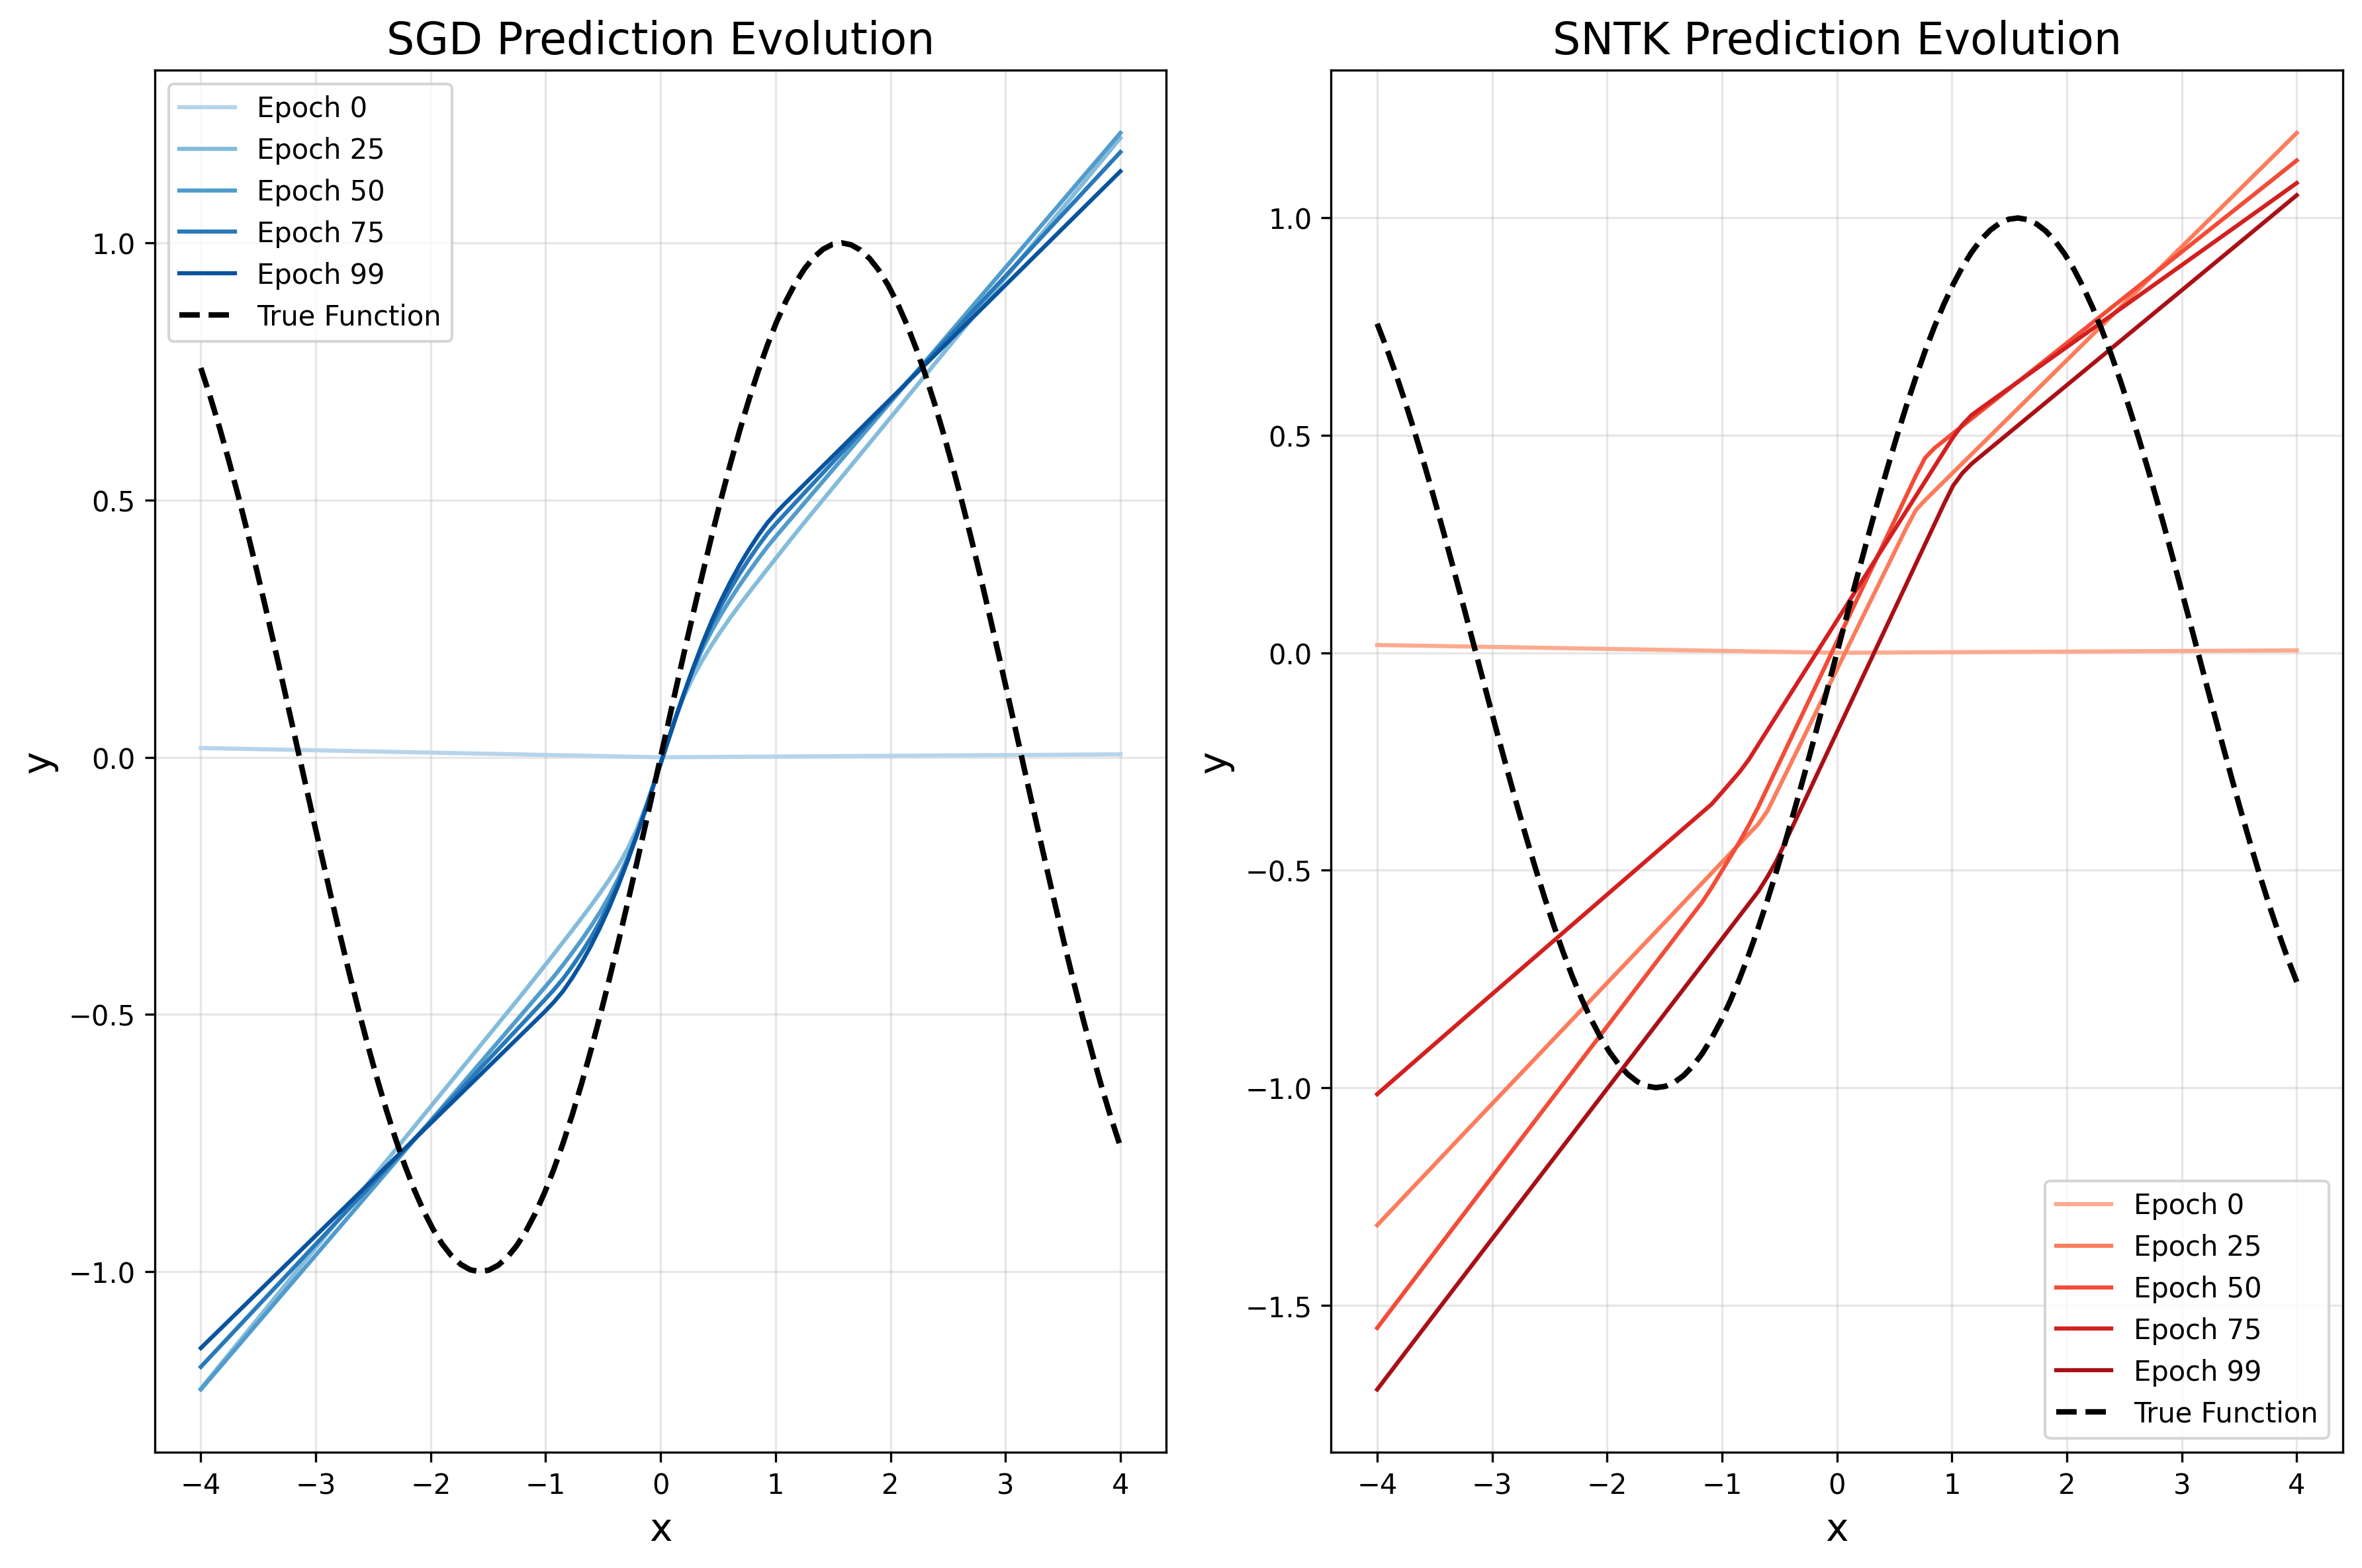 SGD Prediction Evolution
Epoch 0
Epoch 25
Epoch 50
Epoch 75
Epoch 99
True Function
1.0
0.5
0.0
−0.5
−1.0
y
−4 −3 −2 −1 0 1 2 3 4
x
SNTK Prediction Evolution
1.0
0.5
0.0
−0.5
−1.0
−1.5
y
Epoch 0
Epoch 25
Epoch 50
Epoch 75
Epoch 99
True Function
−4 −3 −2 −1 0 1 2 3 4
x